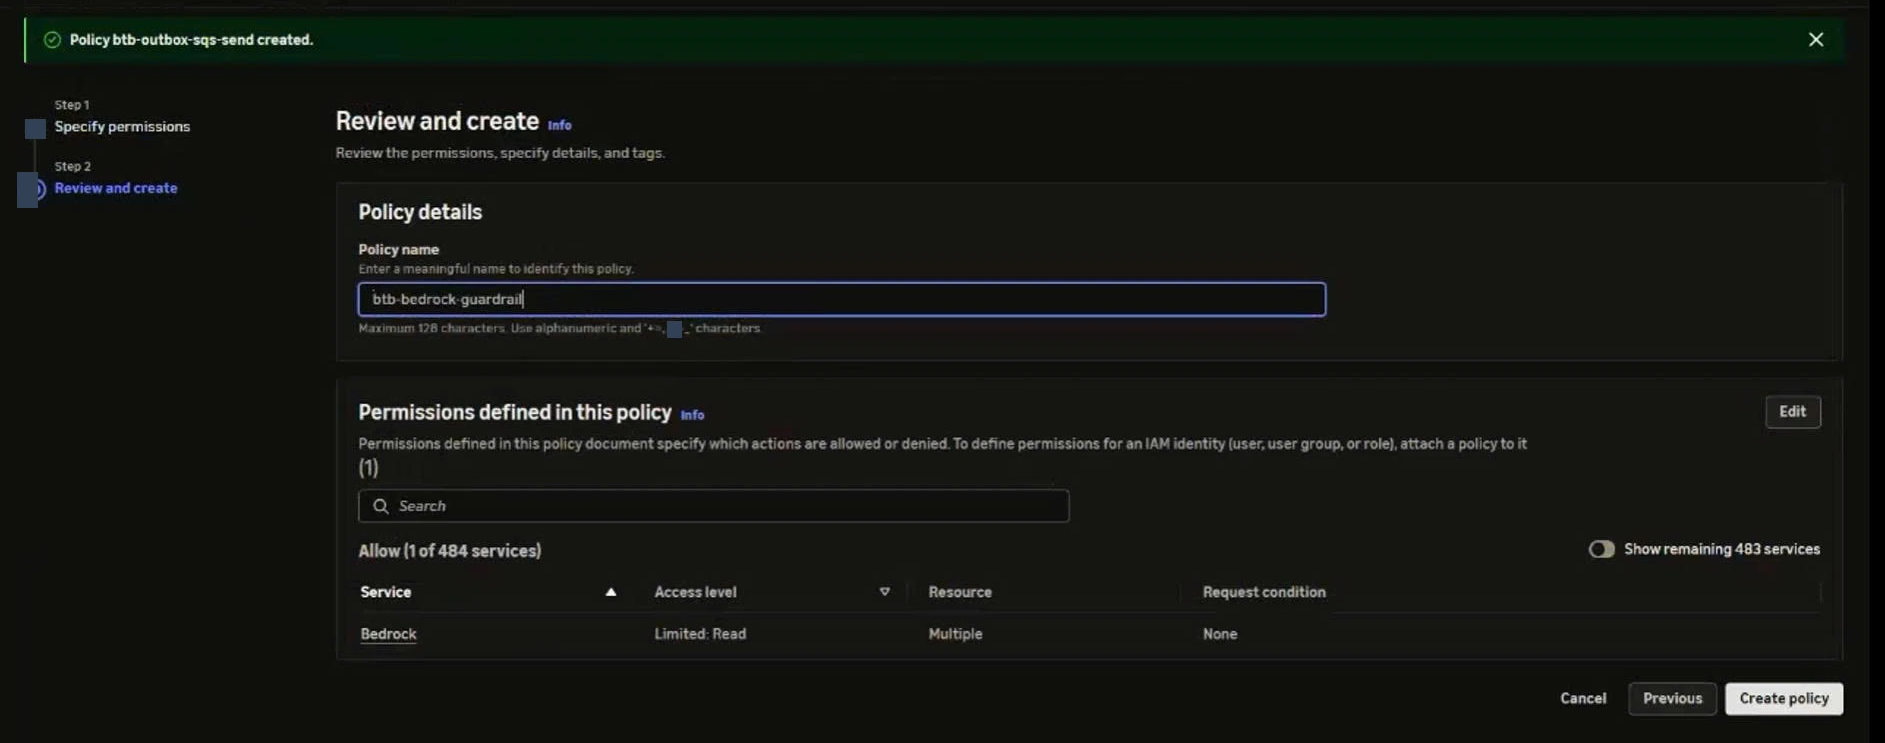 Policy btb-outbox-sqs-send created.
Step 1
Specify permissions
Step 2
Review and create
Review and create Info
Review the permissions, specify details, and tags.
Policy details
Policy name
Enter a meaningful name to identify this policy.
btb-bedrock-guardrail
Maximum 128 characters. Use alphanumeric and '+=, _' characters.
Permissions defined in this policy Info
Edit
Permissions defined in this policy document specify which actions are allowed or denied. To define permissions for an IAM identity (user, user group, or role), attach a policy to it
(1)
Search
Allow (1 of 484 services)
Show remaining 483 services
Service Access level Resource Request condition
Bedrock Limited: Read Multiple None
Cancel Previous Create policy